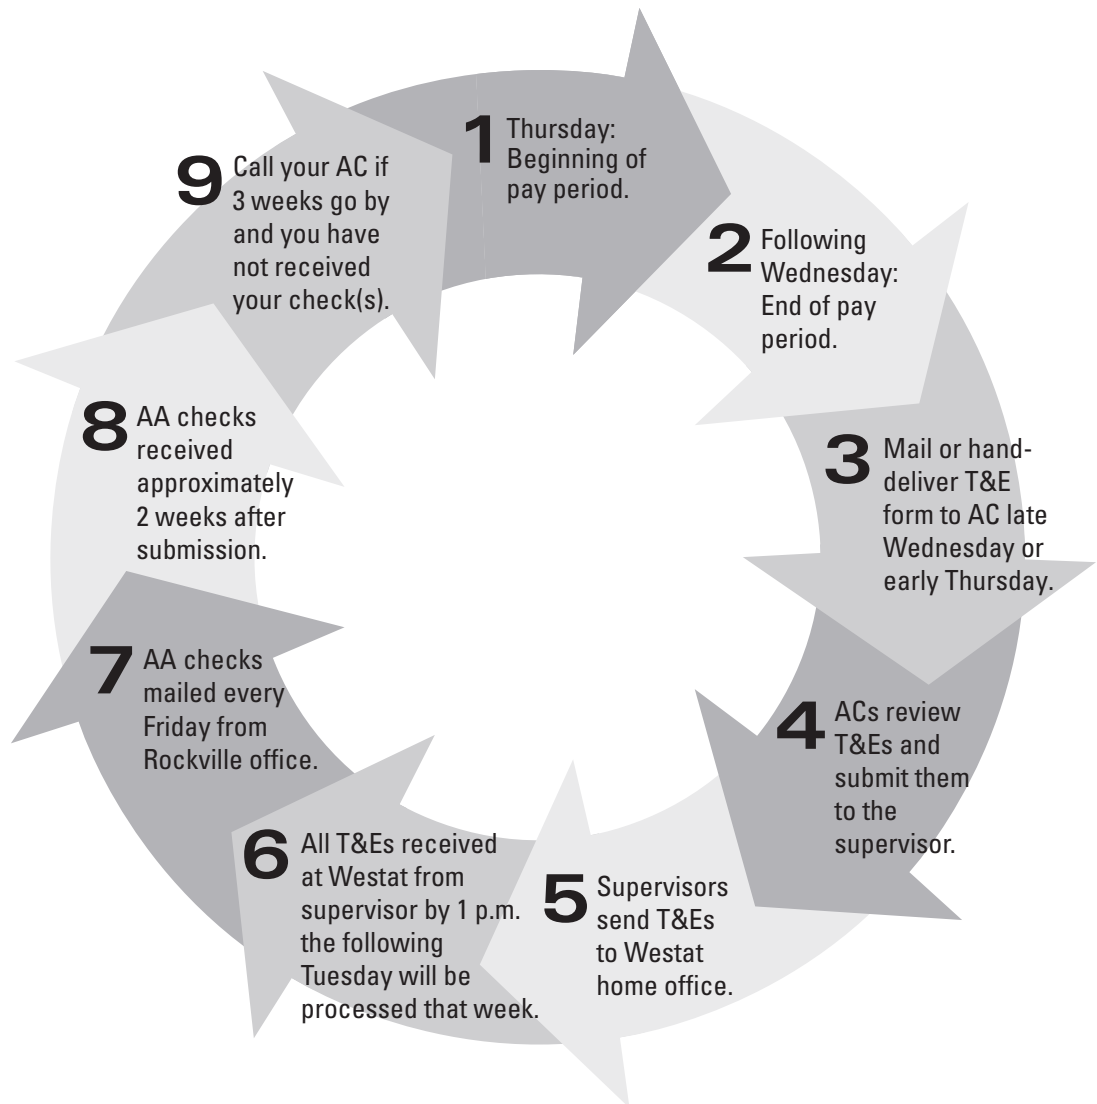 1 Thursday:
Beginning of
pay period.
2 Following
Wednesday:
End of pay
period.
3 Mail or hand-
deliver T&E
form to AC late
Wednesday or
early Thursday.
4 ACs review
T&Es and
submit them
to the
supervisor.
5 Supervisors
send T&Es
to Westat
home office.
6 All T&Es received
at Westat from
supervisor by 1 p.m.
the following
Tuesday will be
processed that week.
7 AA checks
mailed every
Friday from
Rockville office.
8 AA checks
received
approximately
2 weeks after
submission.
9 Call your AC if
3 weeks go by
and you have
not received
your check(s).